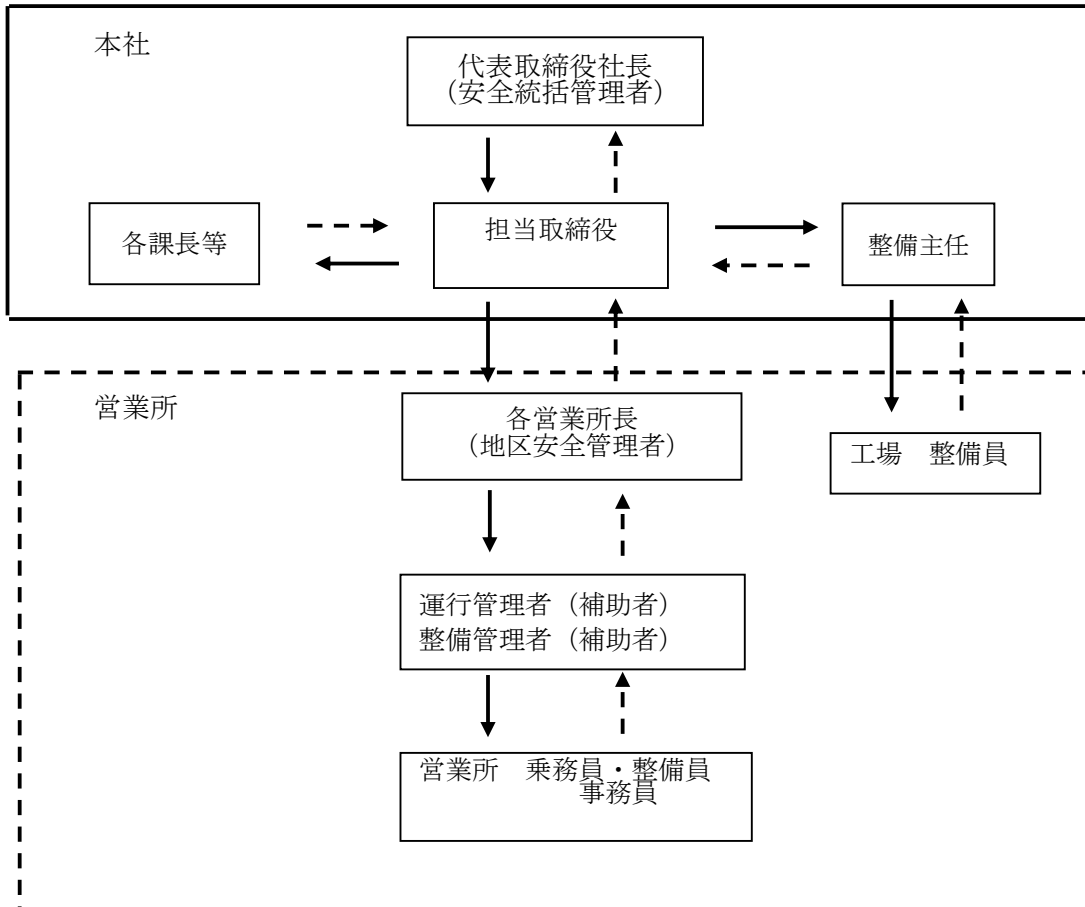 本社
代表取締役社長
(安全統括管理者)
各課長等
担当取締役
整備主任
営業所
各営業所長
(地区安全管理者)
工場　整備員
運行管理者（補助者）
整備管理者（補助者）
営業所　乗務員・整備員
事務員